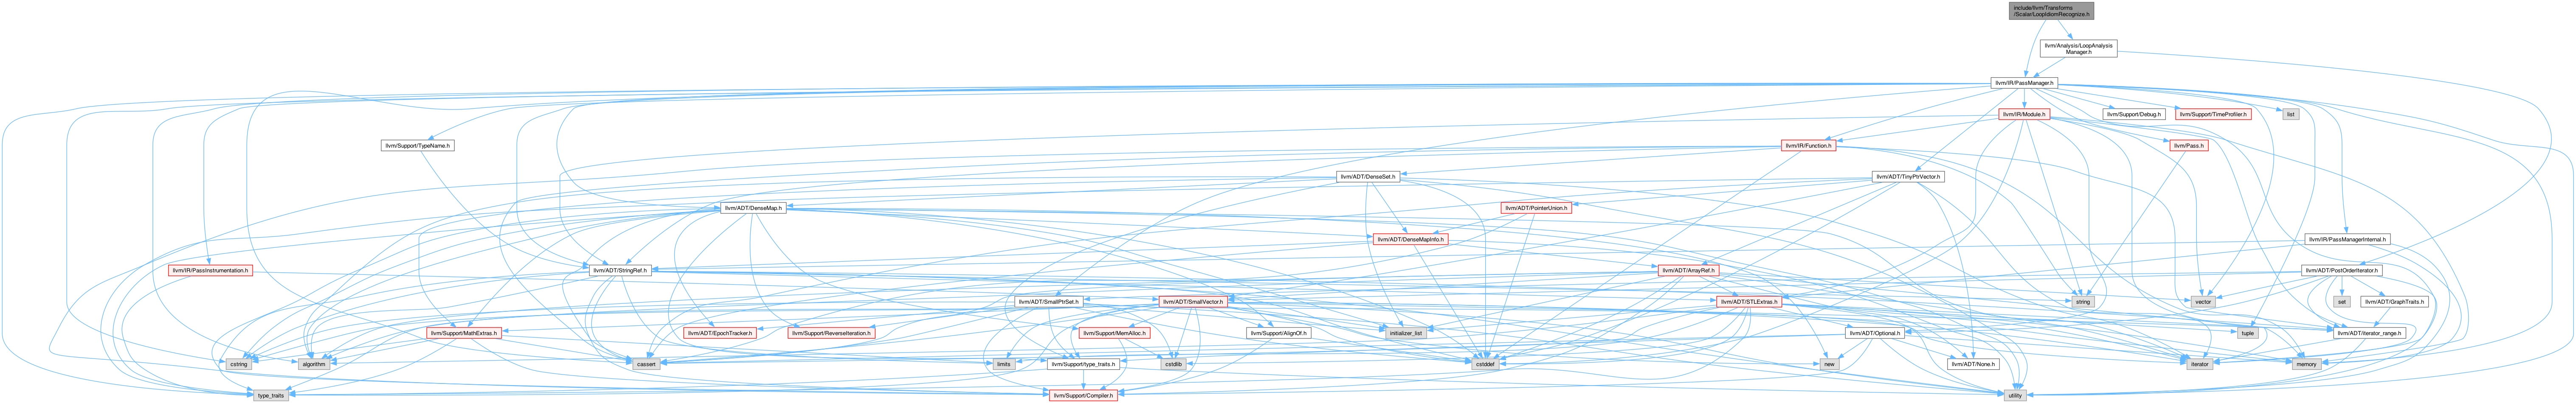 include/llvm/Transforms
/Scalar/LoopIdiomRecognize.h
llvm/Analysis/LoopAnalysis
Manager.h
llvm/IR/PassManager.h
llvm/IR/Module.h
llvm/Support/Debug.h
llvm/Support/TimeProfiler.h
list
llvm/Support/TypeName.h
llvm/IR/Function.h
llvm/Pass.h
llvm/ADT/DenseSet.h
llvm/ADT/TinyPtrVector.h
llvm/ADT/DenseMap.h
llvm/ADT/PointerUnion.h
llvm/ADT/DenseMapInfo.h
llvm/IR/PassManagerInternal.h
llvm/IR/PassInstrumentation.h
llvm/ADT/StringRef.h
llvm/ADT/ArrayRef.h
llvm/ADT/PostOrderIterator.h
llvm/ADT/SmallPtrSet.h
llvm/ADT/SmallVector.h
llvm/ADT/STLExtras.h
string
vector
set
llvm/ADT/GraphTraits.h
llvm/Support/MathExtras.h
llvm/ADT/EpochTracker.h
llvm/Support/ReverseIteration.h
llvm/Support/MemAlloc.h
llvm/Support/AlignOf.h
initializer_list
llvm/ADT/Optional.h
tuple
llvm/ADT/iterator_range.h
cstring
algorithm
cassert
limits
llvm/Support/type_traits.h
cstdlib
cstddef
new
llvm/ADT/None.h
iterator
memory
type_traits
llvm/Support/Compiler.h
utility